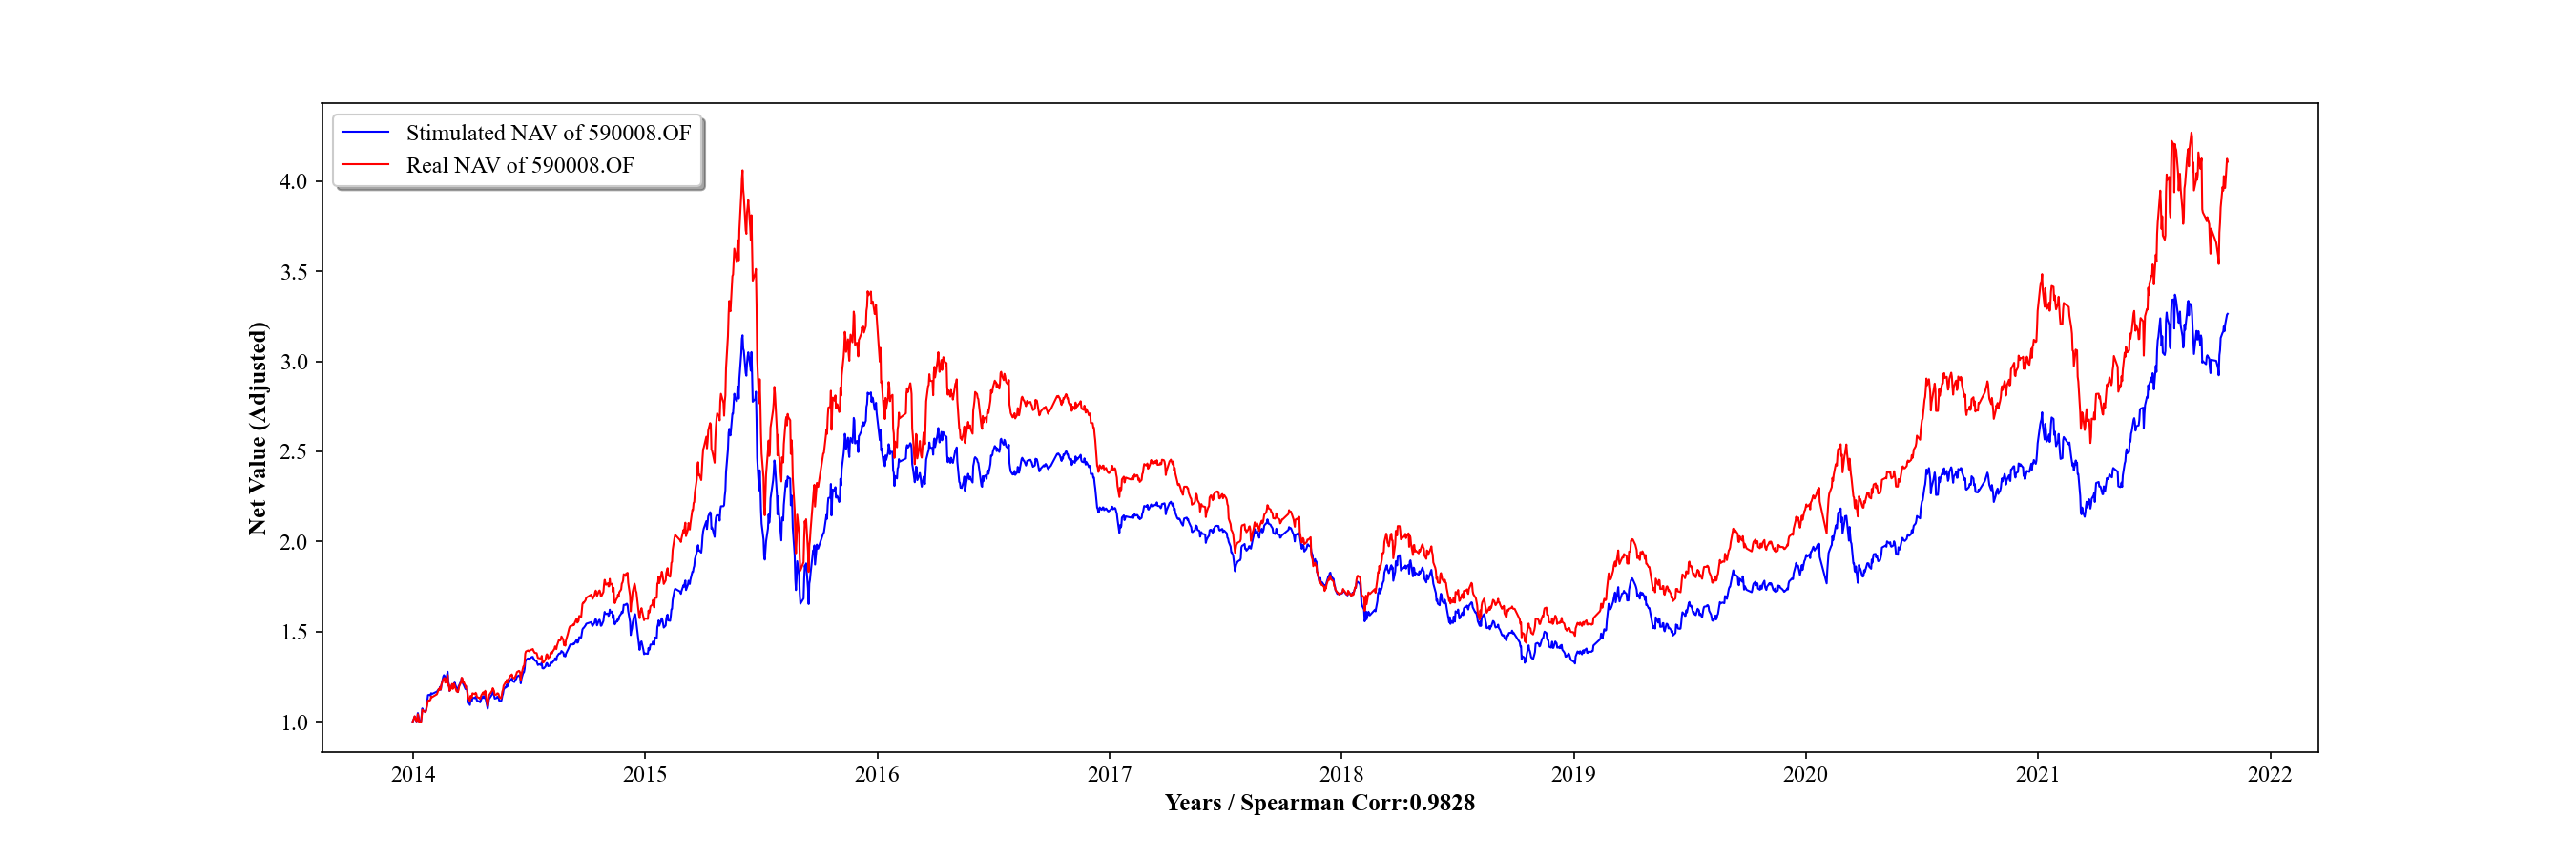 Stimulated NAV of 590008.OF
Real NAV of 590008.OF
Net Value (Adjusted)
4.0
3.5
3.0
2.5
2.0
1.5
1.0
2014 2015 2016 2017 2018 2019 2020 2021 2022
Years / Spearman Corr:0.9828